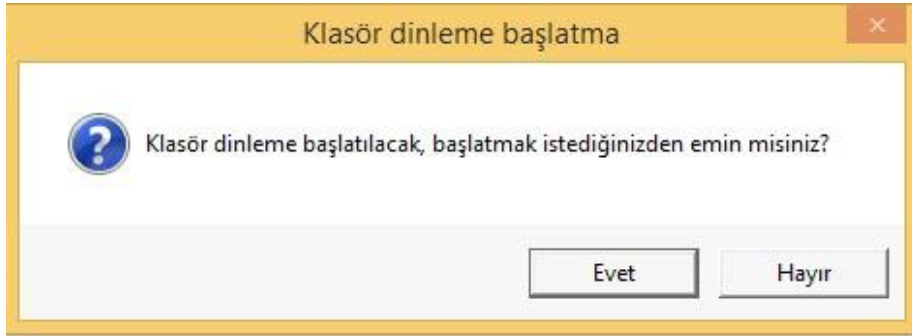 Klasör dinleme başlatma
Klasör dinleme başlatılacak, başlatmak istediğinizden emin misiniz?
Evet
Hayır